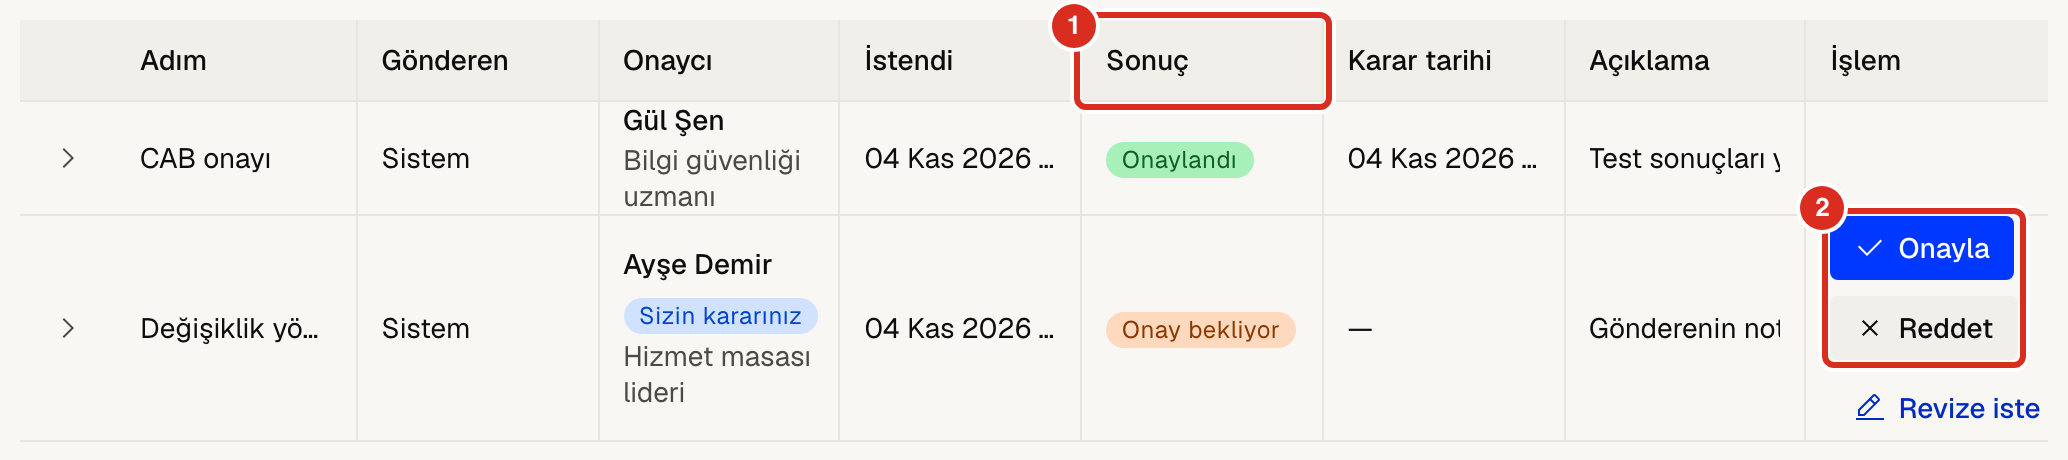 1
Adım Gönderen Onaycı İstendi Sonuç Karar tarihi Açıklama İşlem
CAB onayı Sistem Gül Şen 04 Kas 2026 ... Onaylandı 04 Kas 2026 ... Test sonuçları y
Bilgi güvenliği
uzmanı
2
Değişiklik yö... Sistem Ayşe Demir 04 Kas 2026 ... Onay bekliyor — Gönderenin not Onayla
Sizin kararınız
Hizmet masası
lideri
Reddet
Revize iste